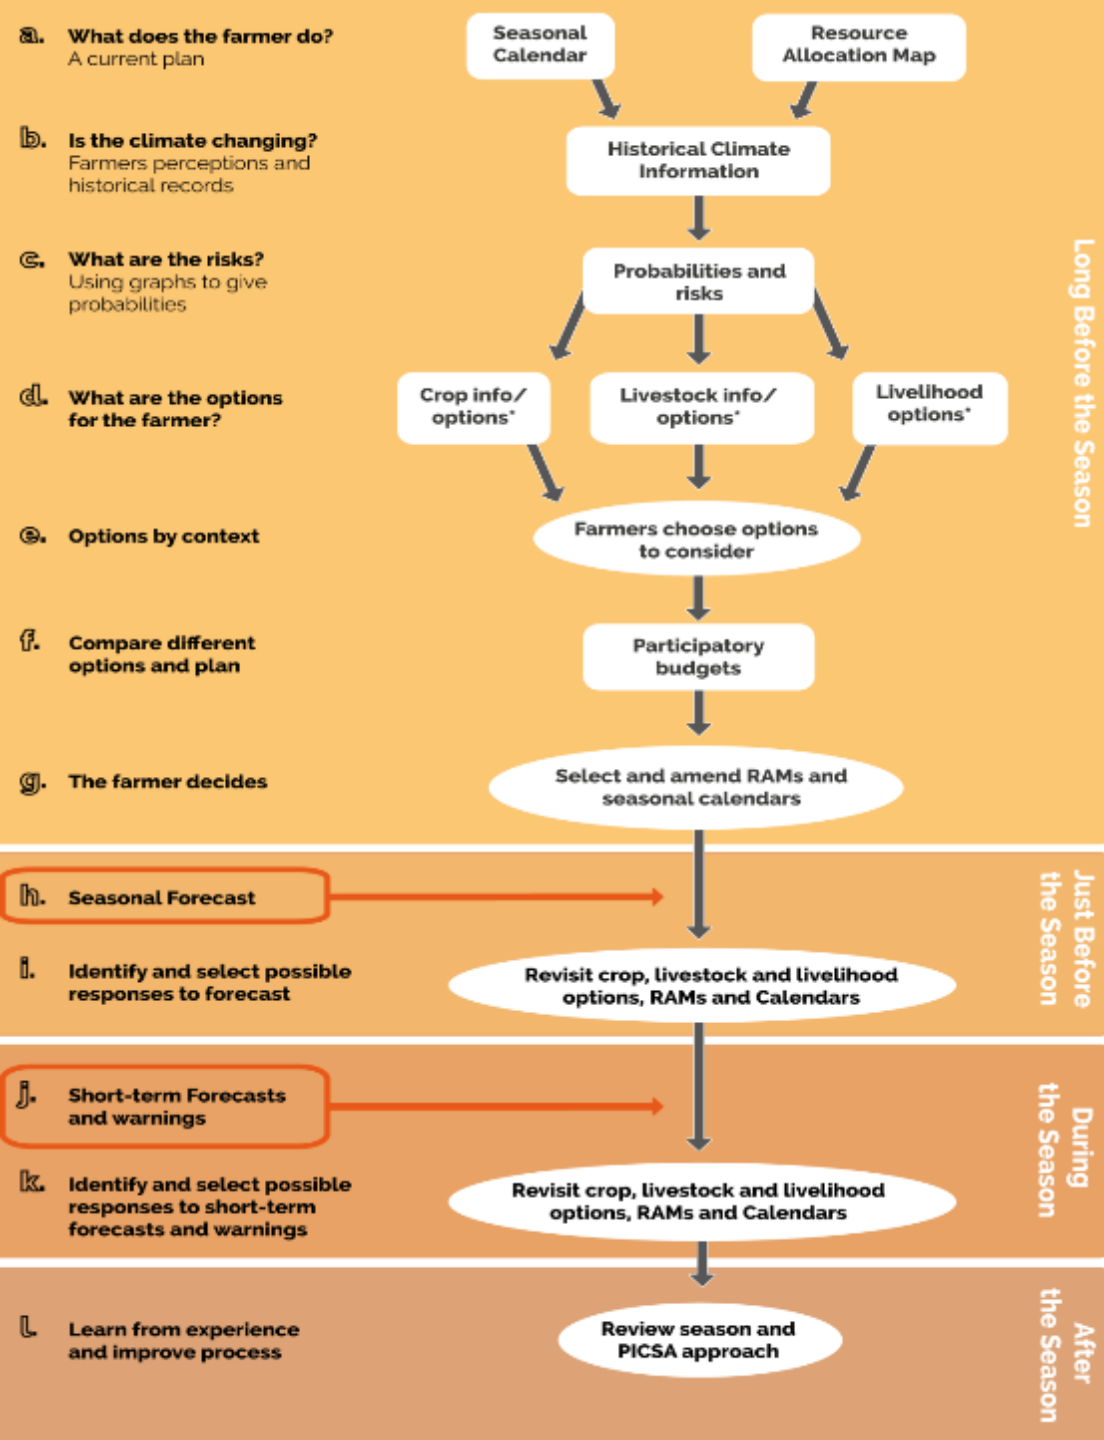 a. What does the farmer do?
A current plan
Seasonal
Calendar
Resource
Allocation Map
b. Is the climate changing?
Farmers perceptions and
historical records
Historical Climate
Information
c. What are the risks?
Using graphs to give
probabilities
Probabilities and
risks
d. What are the options
for the farmer?
Crop info/
options*
Livestock info/
options*
Livelihood
options*
e. Options by context
Farmers choose options
to consider
f. Compare different
options and plan
Participatory
budgets
g. The farmer decides
Select and amend RAMs and
seasonal calendars
Long Before the Season
h. Seasonal Forecast
i. Identify and select possible
responses to forecast
Revisit crop, livestock and livelihood
options, RAMs and Calendars
Just Before
the Season
j. Short-term Forecasts
and warnings
k. Identify and select possible
responses to short-term
forecasts and warnings
Revisit crop, livestock and livelihood
options, RAMs and Calendars
During
the Season
l. Learn from experience
and improve process
Review season and
PICSA approach
After
the Season